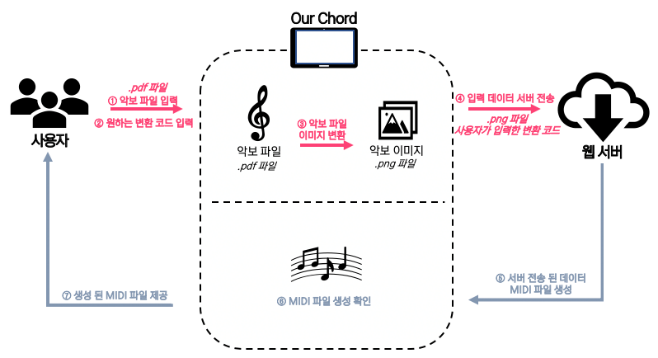 Our Chord
.pdf 파일
① 악보 파일 입력
② 원하는 변환 코드 입력
사용자
③ 악보 파일
이미지 변환
악보 파일
.pdf 파일
악보 이미지
.png 파일
④ 입력 데이터 서버 전송
.png 파일
사용자가 입력한 변환 코드
웹 서버
⑤ 서버 전송 된 데이터
MIDI 파일 생성
⑥ MIDI 파일 생성 확인
⑦ 생성 된 MIDI 파일 제공